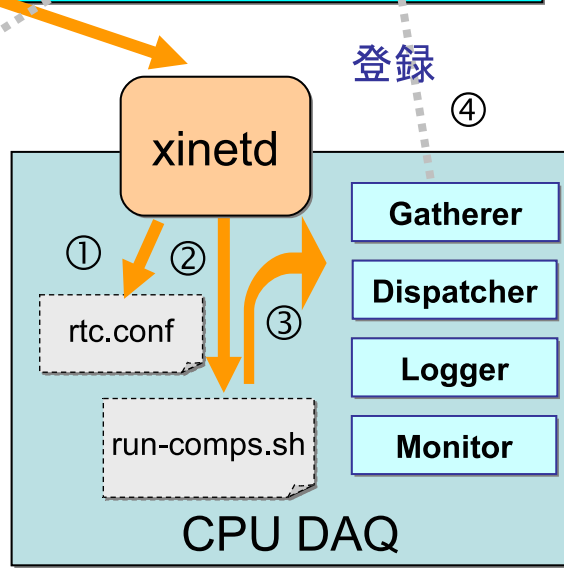 登録
④
xinetd
Gatherer
①
②
Dispatcher
rtc.conf
③
Logger
run-comps.sh
Monitor
CPU DAQ